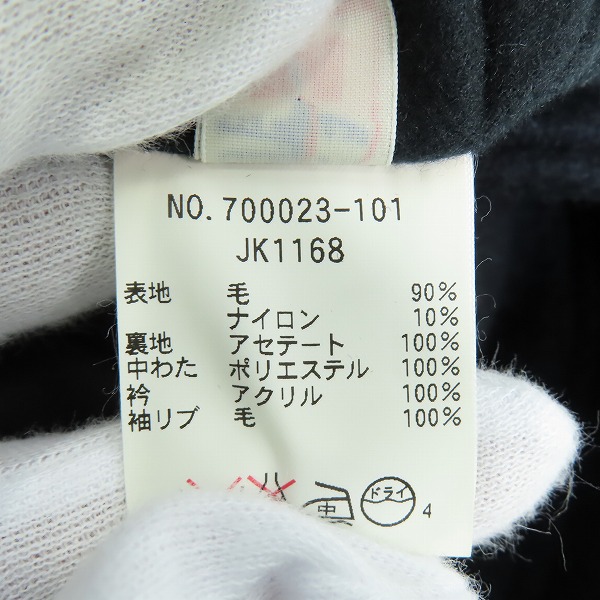 NO. 700023-101
JK1168
表地 毛 90%
ナイロン 10%
裏地 アセテート 100%
中わた ポリエステル 100%
衿 アクリル 100%
袖リブ 毛 100%
中 ドライ 4